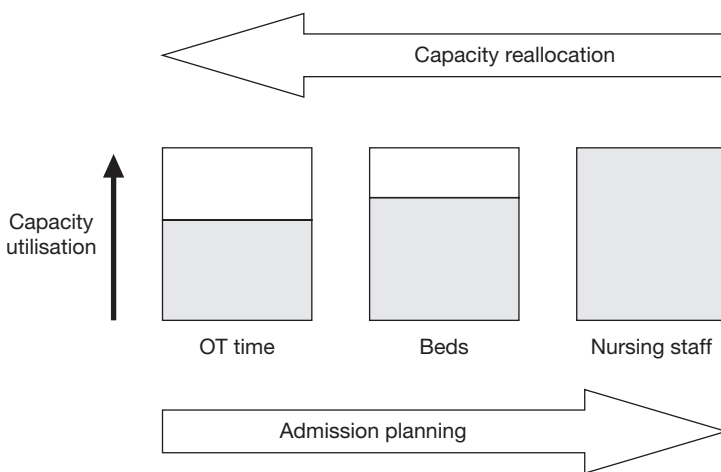 Capacity reallocation
Capacity
utilisation
OT time
Beds
Nursing staff
Admission planning